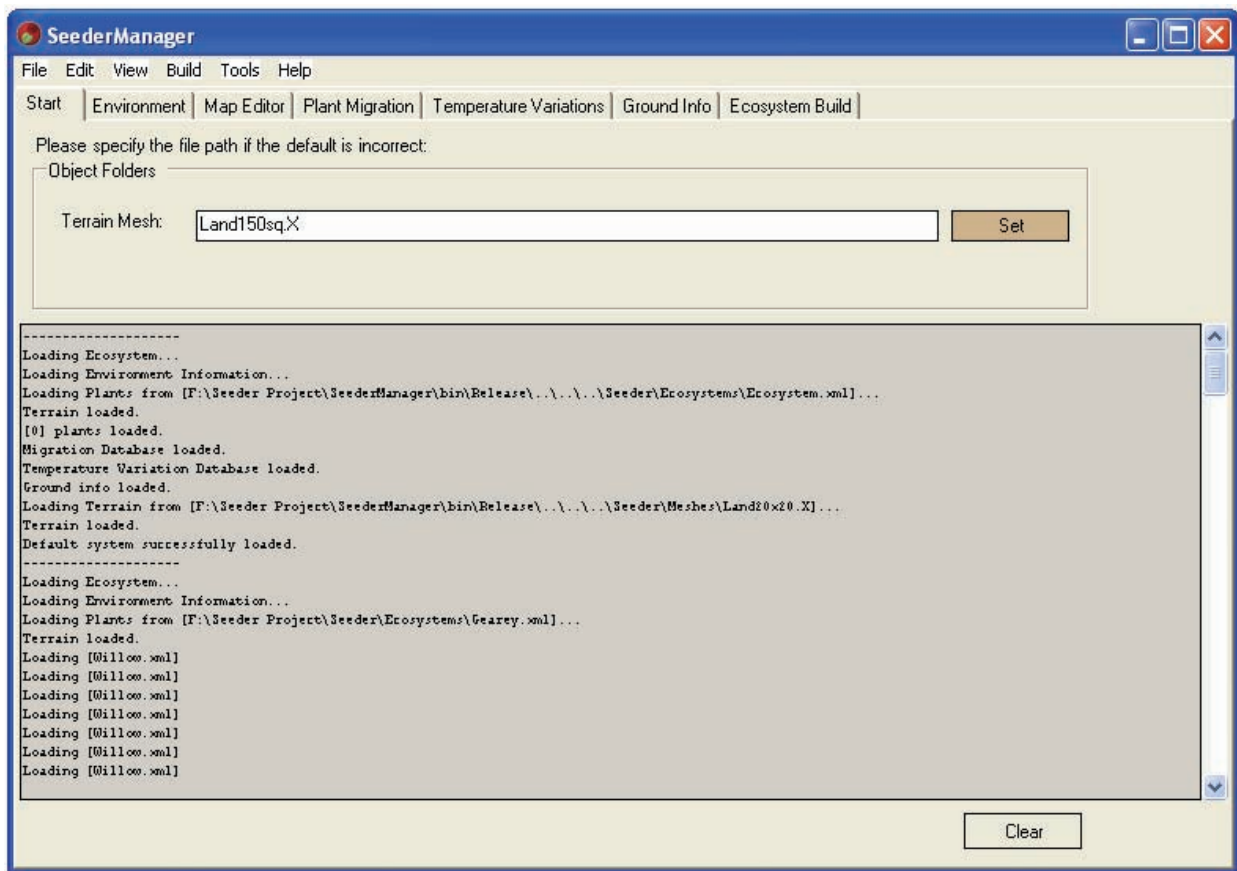 SeederManager
File Edit View Build Tools Help
Start Environment Map Editor Plant Migration Temperature Variations Ground Info Ecosystem Build
Please specify the file path if the default is incorrect:
Object Folders
Terrain Mesh: Land150sq.X Set
--------------------
Loading Ecosystem...
Loading Environment Information...
Loading Plants from [F:\Seeder Project\SeederManager\bin\Release\..\..\..\Seeder\Ecosystems\Ecosystem.xml]...
Terrain loaded.
[0] plants loaded.
Migration Database loaded.
Temperature Variation Database loaded.
Ground info loaded.
Loading Terrain from [F:\Seeder Project\SeederManager\bin\Release\..\..\..\Seeder\Meshes\Land20x20.X]...
Terrain loaded.
Default system successfully loaded.
--------------------
Loading Ecosystem...
Loading Environment Information...
Loading Plants from [F:\Seeder Project\Seeder\Ecosystems\Gearey.xml]...
Terrain loaded.
Loading [Willow.xml]
Loading [Willow.xml]
Loading [Willow.xml]
Loading [Willow.xml]
Loading [Willow.xml]
Loading [Willow.xml]
Loading [Willow.xml]
Clear